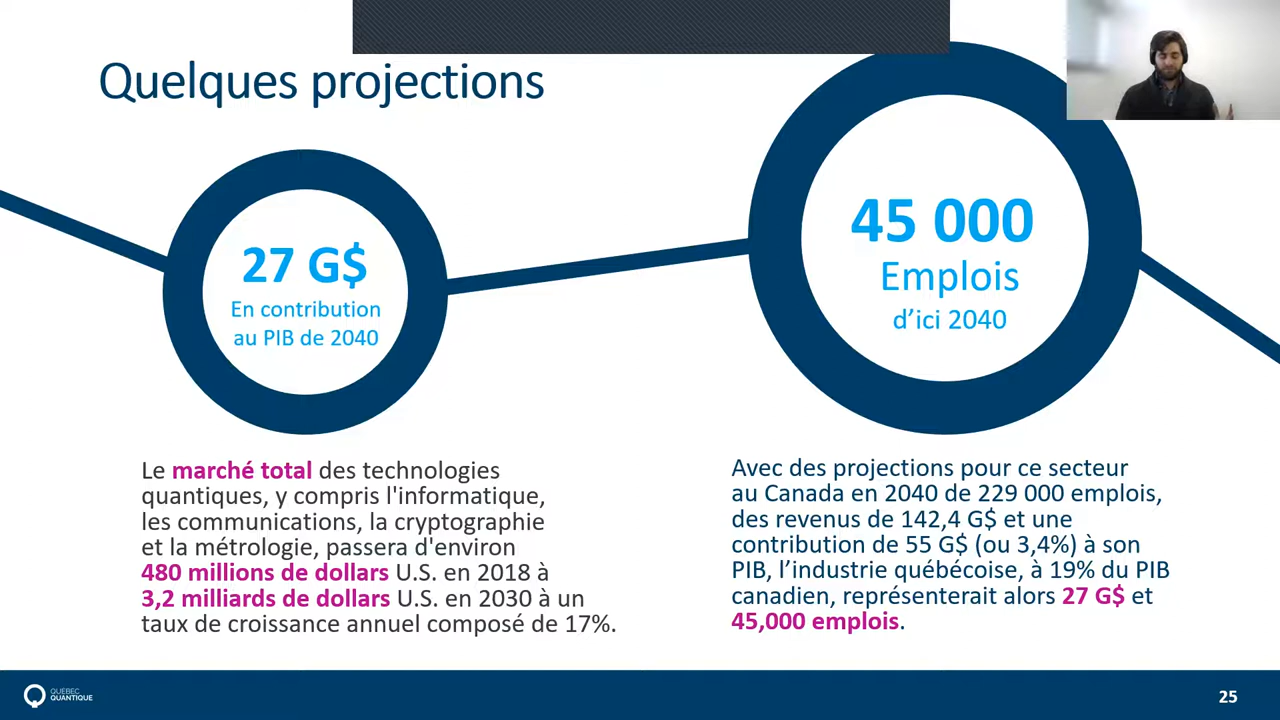 Quelques projections
27 G$
En contribution
au PIB de 2040
45 000
Emplois
d’ici 2040
Le marché total des technologies
quantiques, y compris l'informatique,
les communications, la cryptographie
et la métrologie, passera d'environ
480 millions de dollars U.S. en 2018 à
3,2 milliards de dollars U.S. en 2030 à un
taux de croissance annuel composé de 17%.
Avec des projections pour ce secteur
au Canada en 2040 de 229 000 emplois,
des revenus de 142,4 G$ et une
contribution de 55 G$ (ou 3,4%) à son
PIB, l’industrie québécoise, à 19% du PIB
canadien, représenterait alors 27 G$ et
45,000 emplois.
QUÉBEC
QUANTIQUE
25